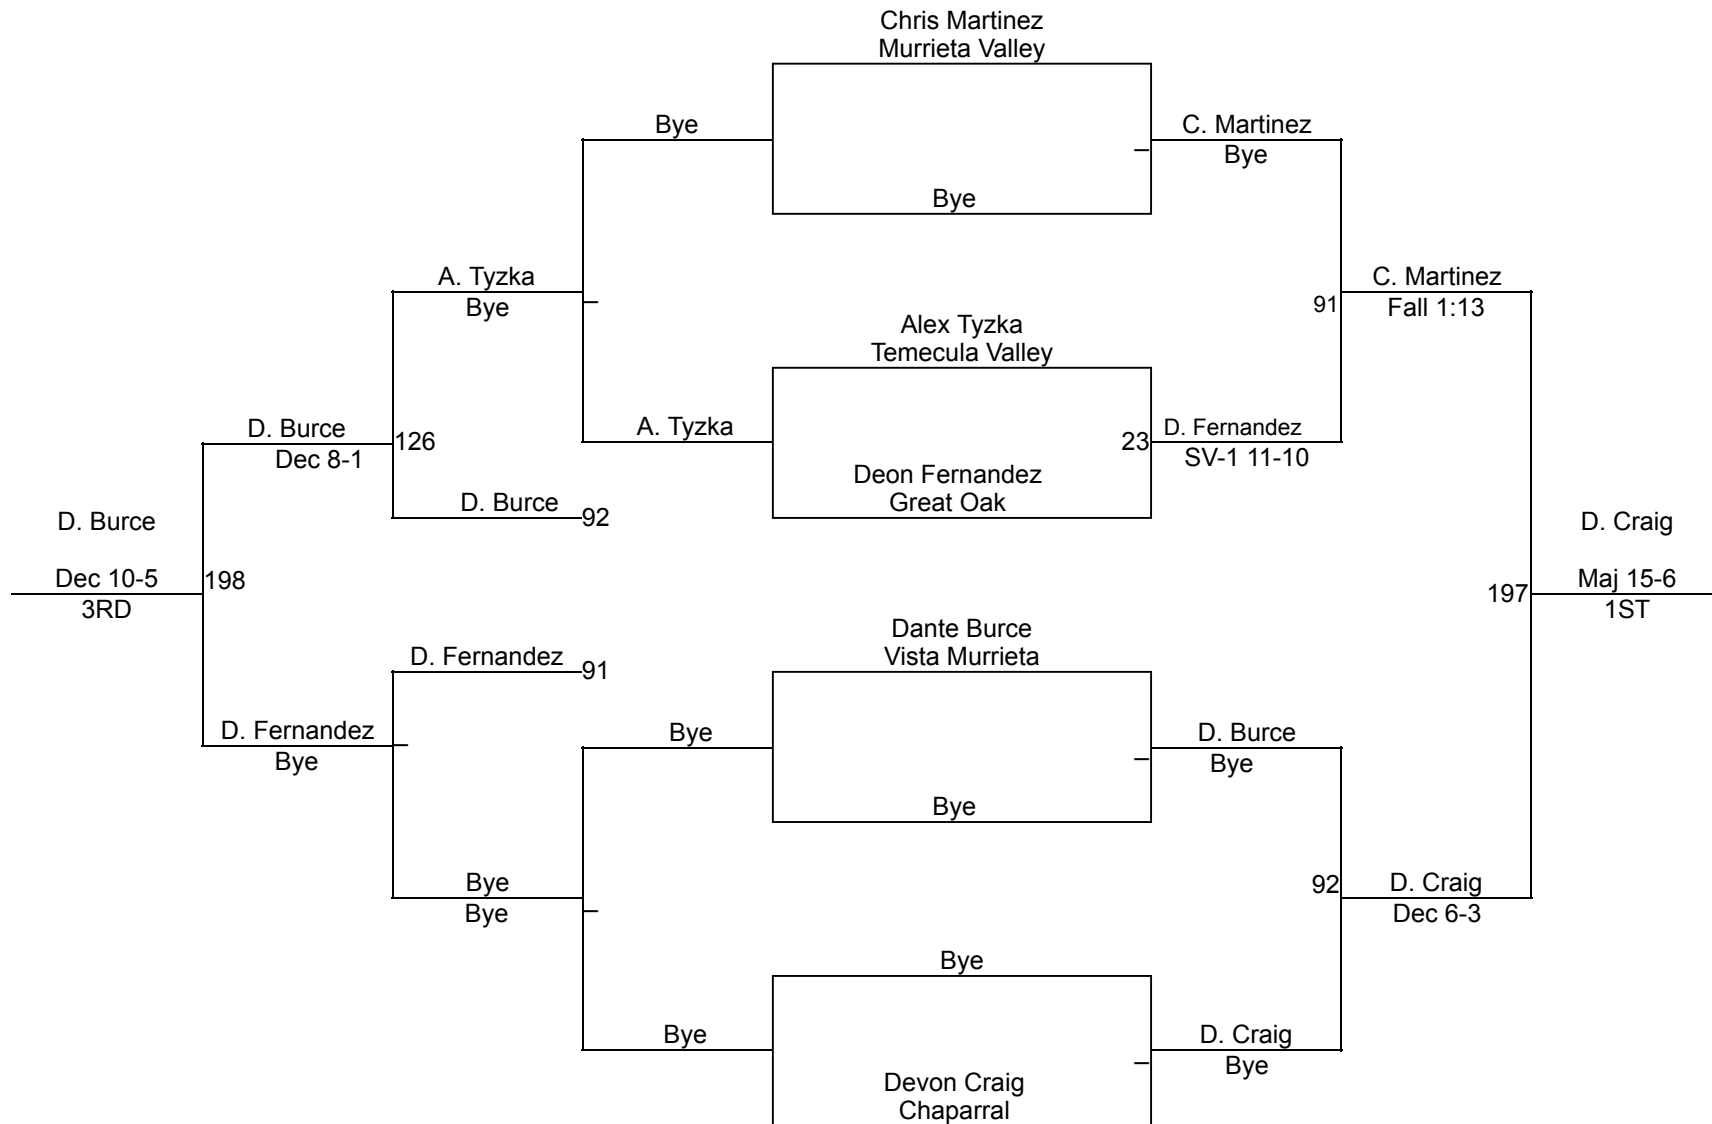 Chris Martinez
Murrieta Valley
Bye
C. Martinez
Bye
Bye
A. Tyzka
Bye
C. Martinez
Fall 1:13
91
Alex Tyzka
Temecula Valley
D. Burce
Dec 8-1
126
A. Tyzka
23
D. Fernandez
SV-1 11-10
Deon Fernandez
Great Oak
D. Burce
92
D. Burce
D. Craig
Dec 10-5
3RD
198
197
Maj 15-6
1ST
Dante Burce
Vista Murrieta
D. Fernandez
91
D. Fernandez
Bye
Bye
D. Burce
Bye
Bye
Bye
Bye
92
D. Craig
Dec 6-3
Bye
Bye
D. Craig
Bye
Devon Craig
Chaparral